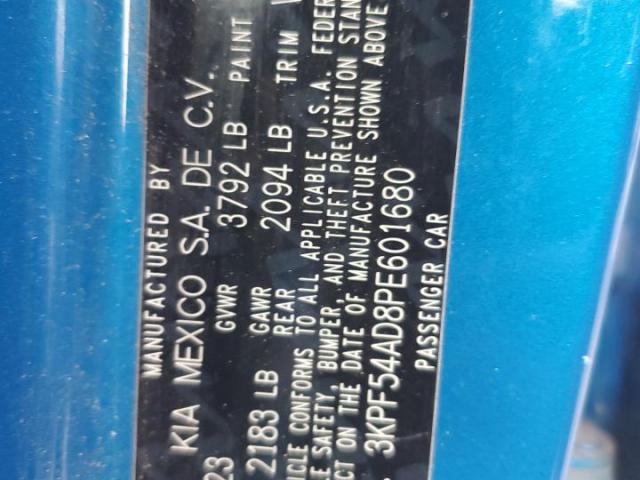 MANUFACTURED BY
KIA MEXICO S.A. DE C.V.
23 GVWR 3792 LB PAINT
2183 LB GAWR REAR 2094 LB TRIM
ICLE CONFORMS TO ALL APPLICABLE U.S.A. FEDER
LE SAFETY, BUMPER, AND THEFT PREVENTION STAN
CT ON THE DATE OF MANUFACTURE SHOWN ABOVE
3KPF54AD8PE601680
PASSENGER CAR